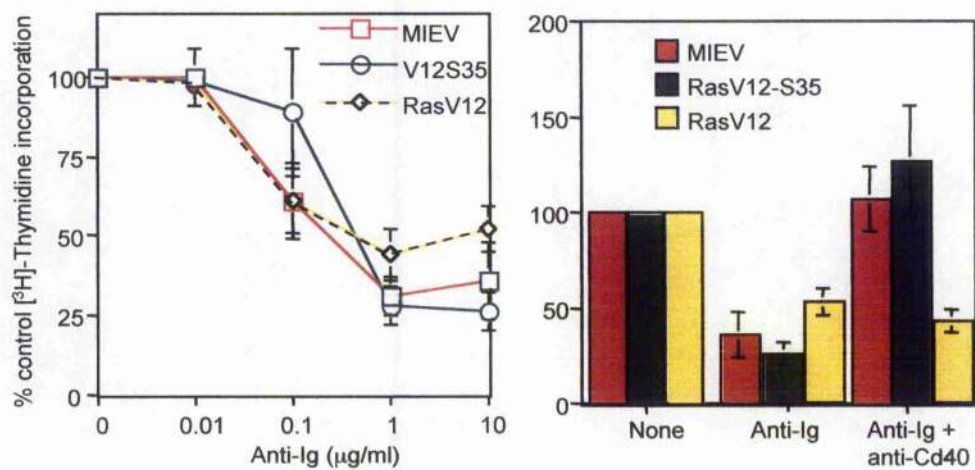 % control [³H]-Thymidine incorporation
100
75
50
25
0
MIEV
V12S35
RasV12
0
0.01
0.1
1
10
Anti-Ig (µg/ml)
200
150
100
50
0
MIEV
RasV12-S35
RasV12
None
Anti-Ig
Anti-Ig +
anti-Cd40